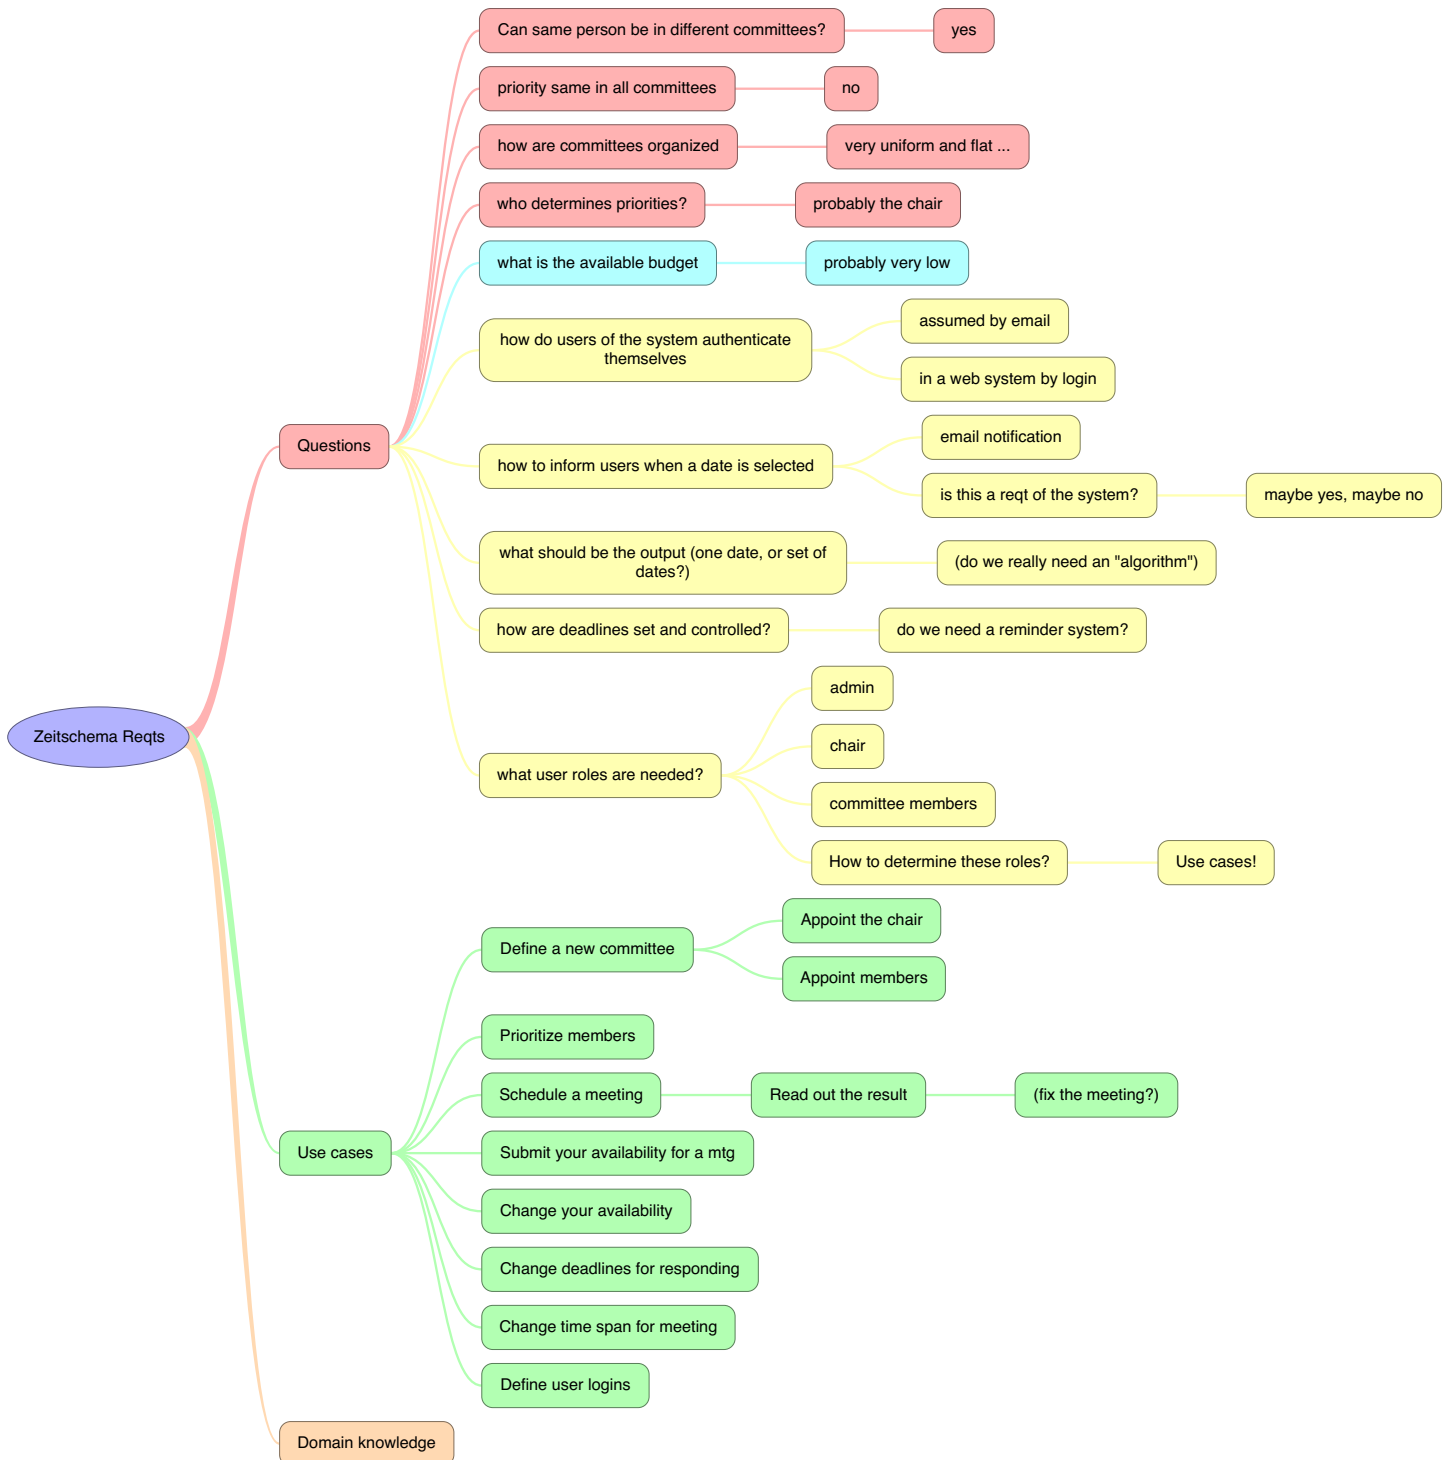 Can same person be in different committees?
yes
priority same in all committees
no
how are committees organized
very uniform and flat ...
who determines priorities?
probably the chair
what is the available budget
probably very low
how do users of the system authenticate
themselves
assumed by email
in a web system by login
Questions
how to inform users when a date is selected
email notification
is this a reqt of the system?
maybe yes, maybe no
what should be the output (one date, or set of
dates?)
(do we really need an "algorithm")
how are deadlines set and controlled?
do we need a reminder system?
Zeitschema Reqts
what user roles are needed?
admin
chair
committee members
How to determine these roles?
Use cases!
Define a new committee
Appoint the chair
Appoint members
Prioritize members
Schedule a meeting
Read out the result
(fix the meeting?)
Use cases
Submit your availability for a mtg
Change your availability
Change deadlines for responding
Change time span for meeting
Define user logins
Domain knowledge